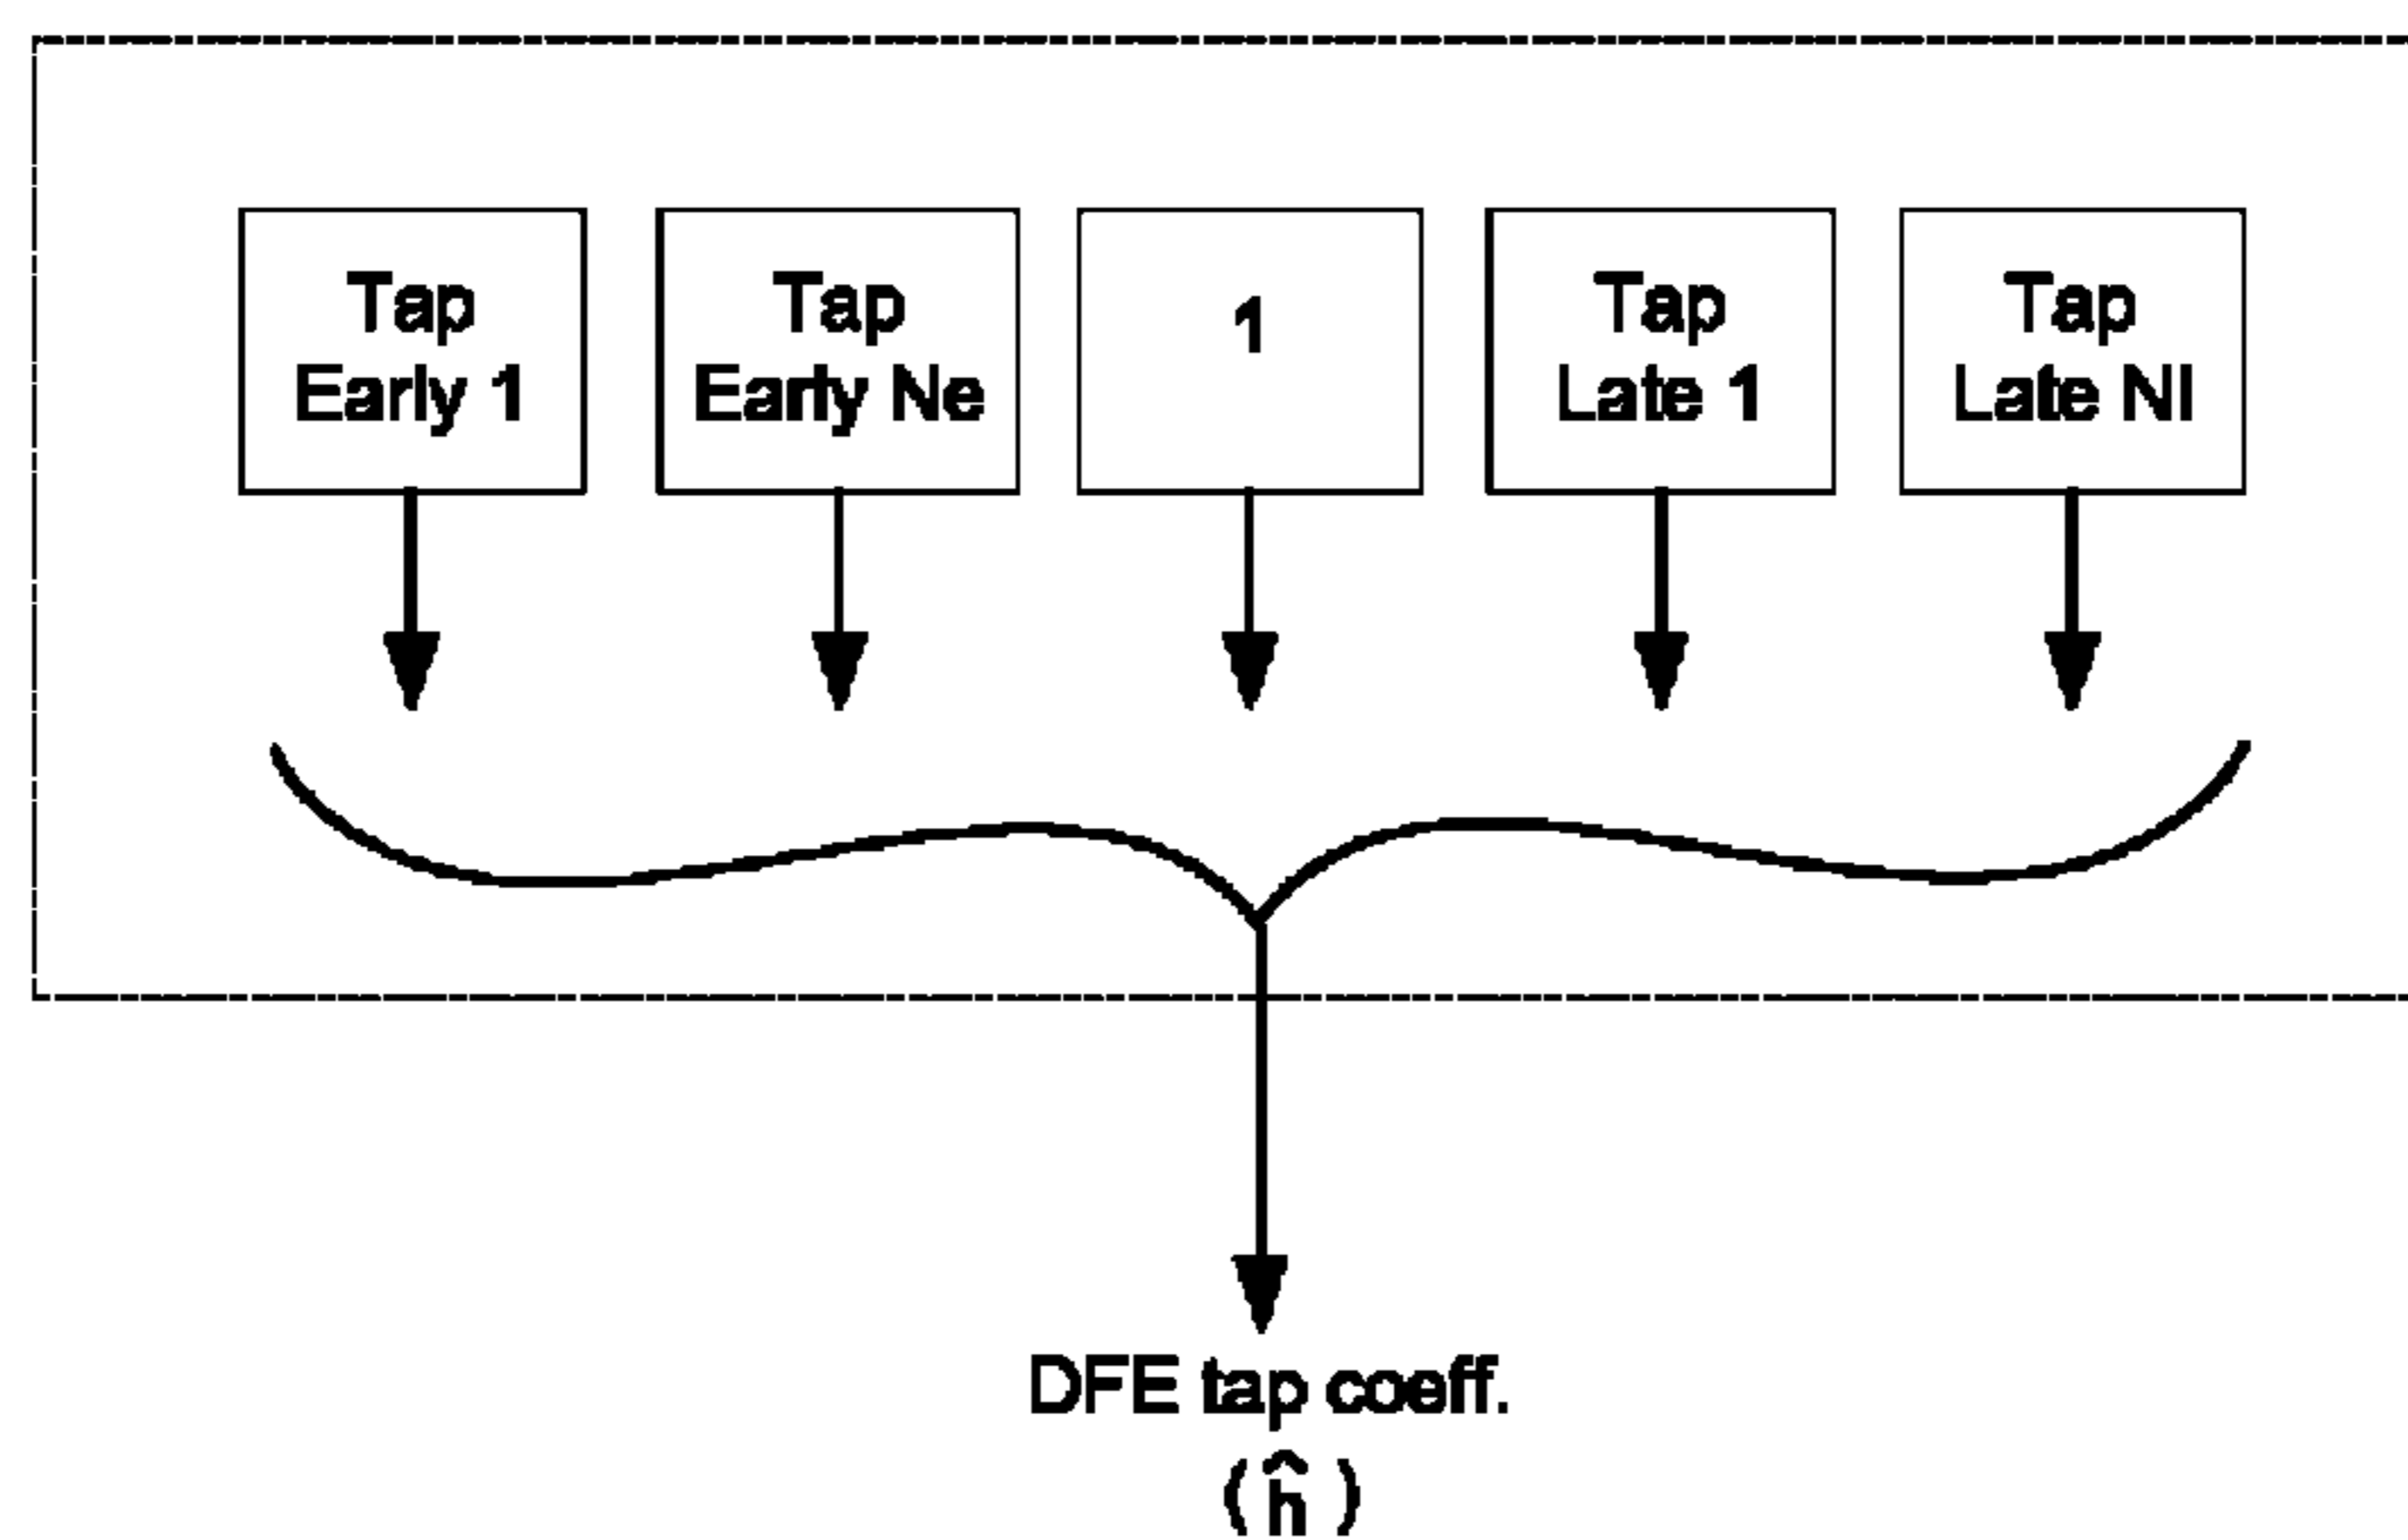 Tap
Early 1
Tap
Early Ne
1
Tap
Late 1
Tap
Late Nl
DFE tap coeff.
( ĥ )